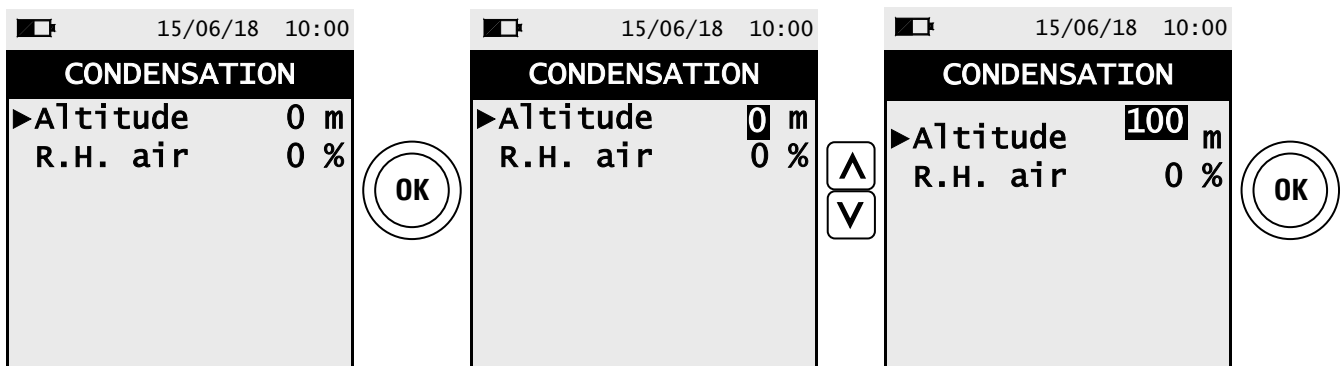 15/06/18 10:00
CONDENSATION
►Altitude 0 m
R.H. air 0 %
OK
15/06/18 10:00
CONDENSATION
►Altitude 0 m
R.H. air 0 %
15/06/18 10:00
CONDENSATION
►Altitude 100 m
R.H. air 0 %
OK